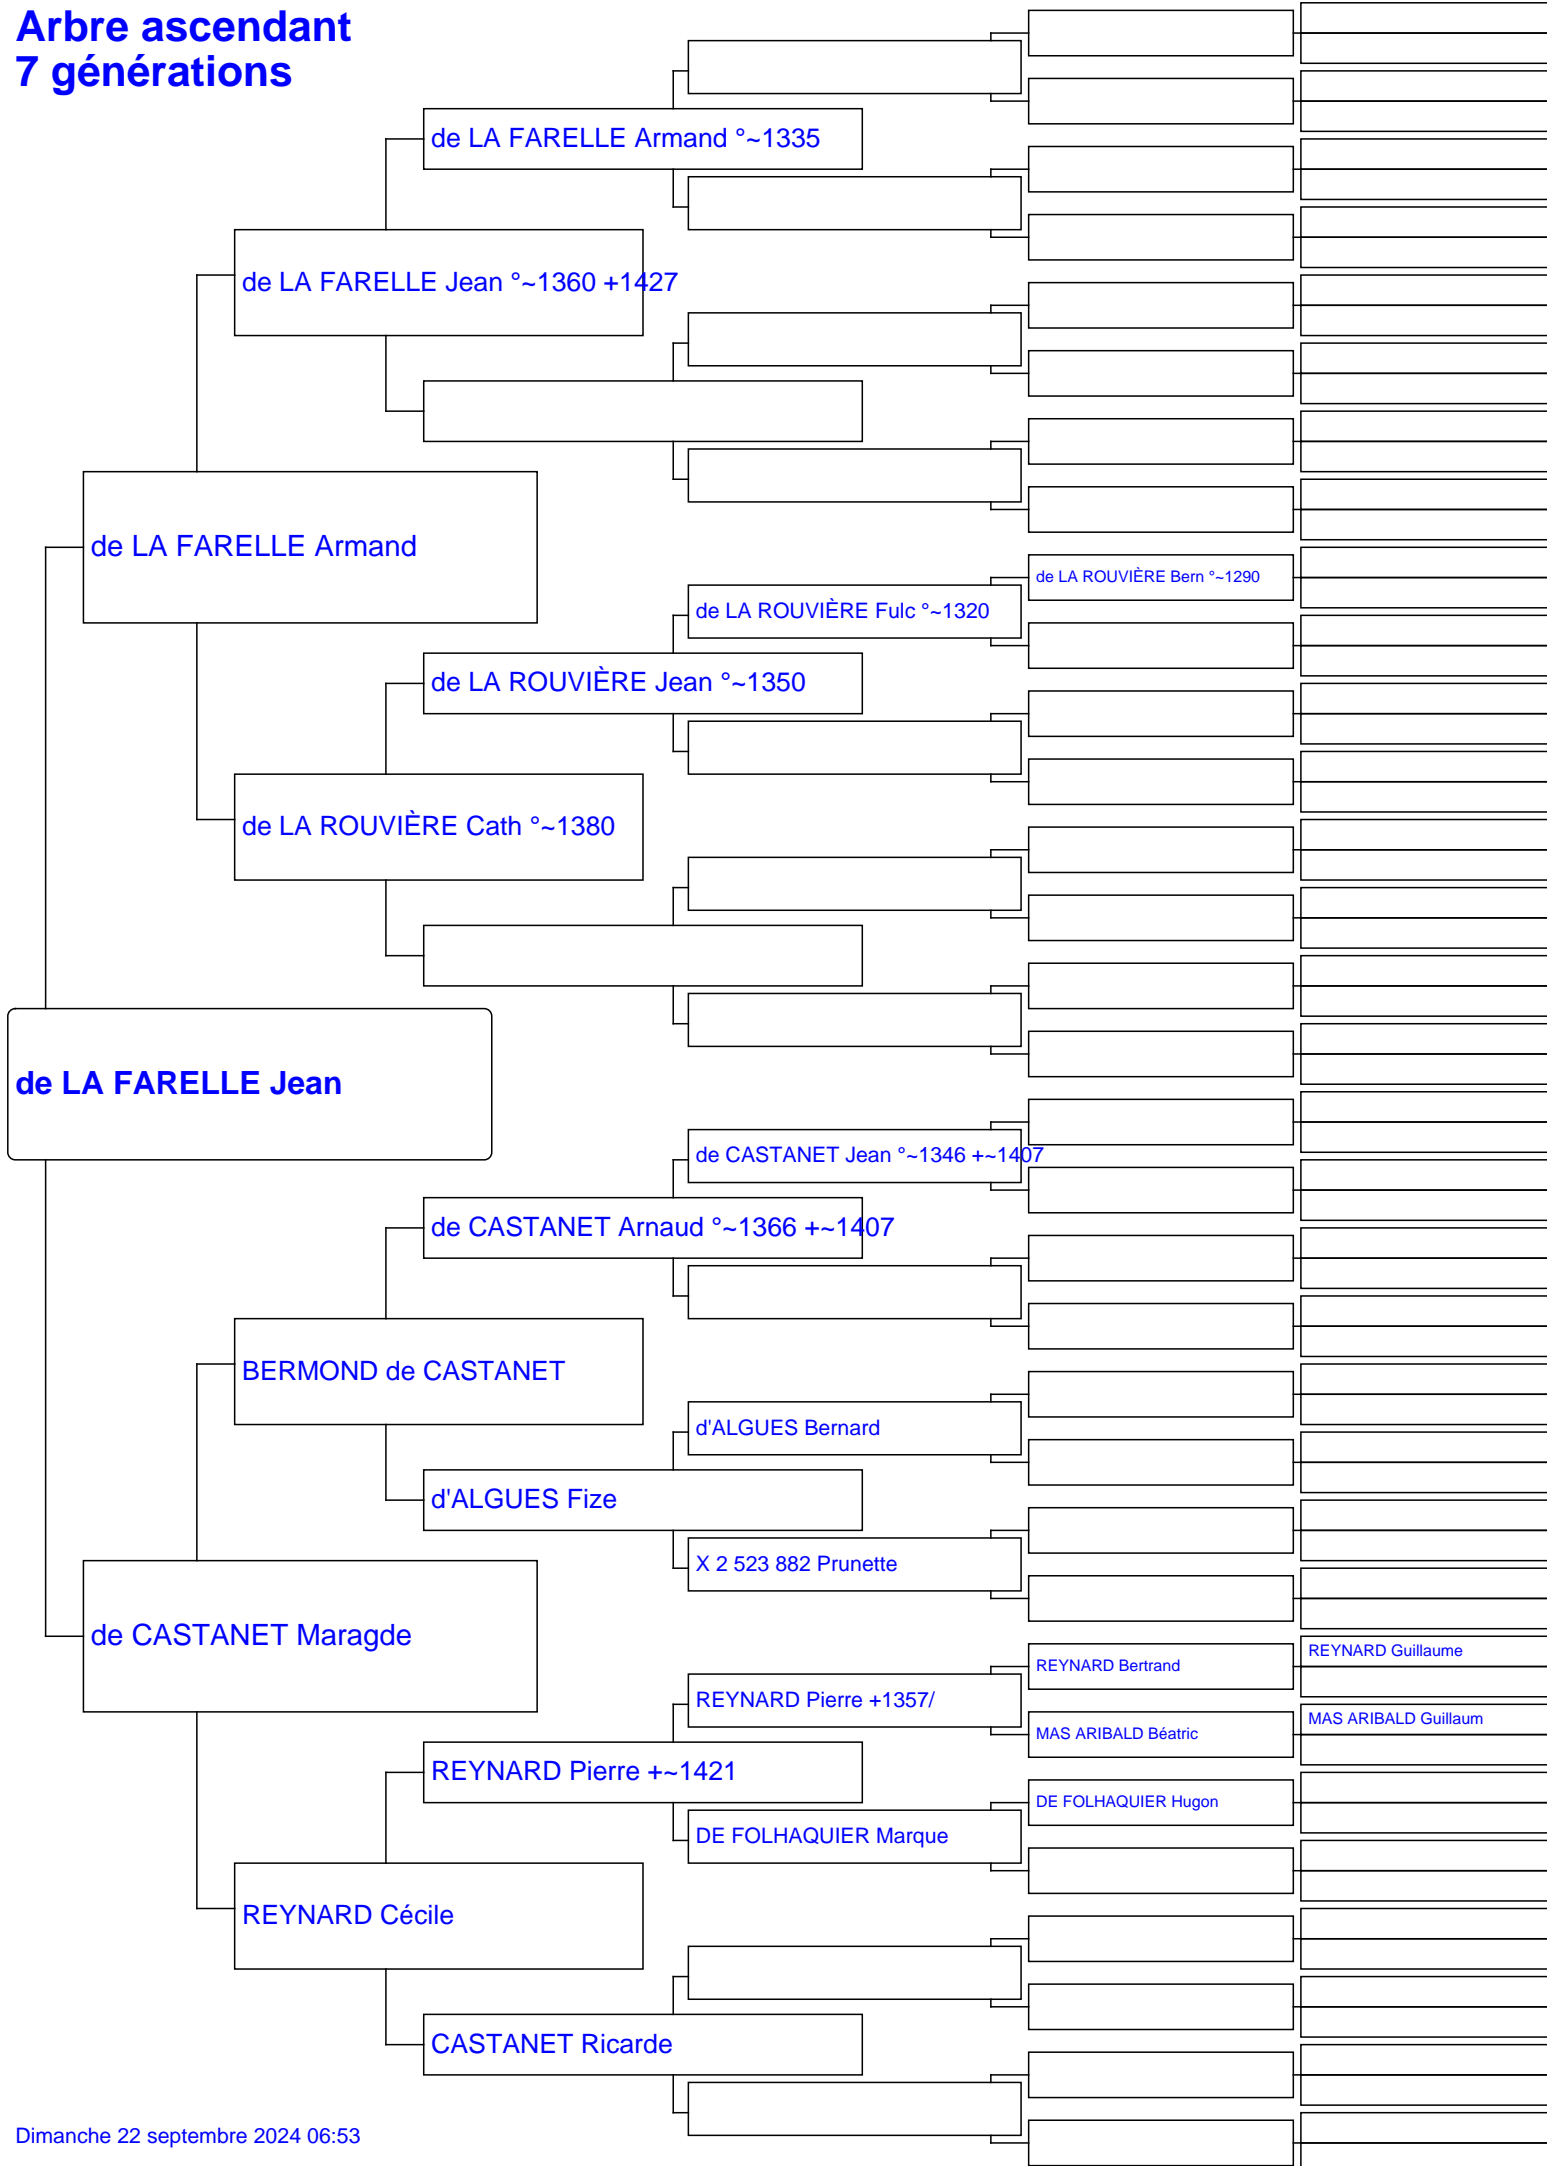 Arbre ascendant
7 générations
de LA FARELLE Armand °~1335
de LA FARELLE Jean °~1360 +1427
de LA FARELLE Armand
de LA ROUVIÈRE Bern °~1290
de LA ROUVIÈRE Fulc °~1320
de LA ROUVIÈRE Jean °~1350
de LA ROUVIÈRE Cath °~1380
de LA FARELLE Jean
de CASTANET Jean °~1346 +~1407
de CASTANET Arnaud °~1366 +~1407
BERMOND de CASTANET
d'ALGUES Bernard
d'ALGUES Fize
X 2 523 882 Prunette
de CASTANET Maragde
REYNARD Guillaume
REYNARD Bertrand
REYNARD Pierre +1357/
MAS ARIBALD Guillaum
MAS ARIBALD Béatric
REYNARD Pierre +~1421
DE FOLHAQUIER Hugon
DE FOLHAQUIER Marque
REYNARD Cécile
CASTANET Ricarde
Dimanche 22 septembre 2024 06:53